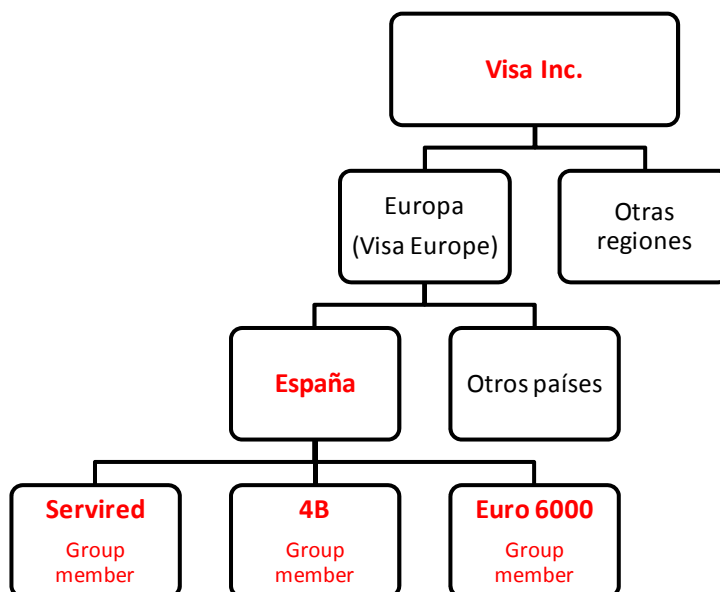 Visa Inc.
Europa
(Visa Europe)
Otras
regiones
España
Otros países
Servired
Group
member
4B
Group
member
Euro 6000
Group
member